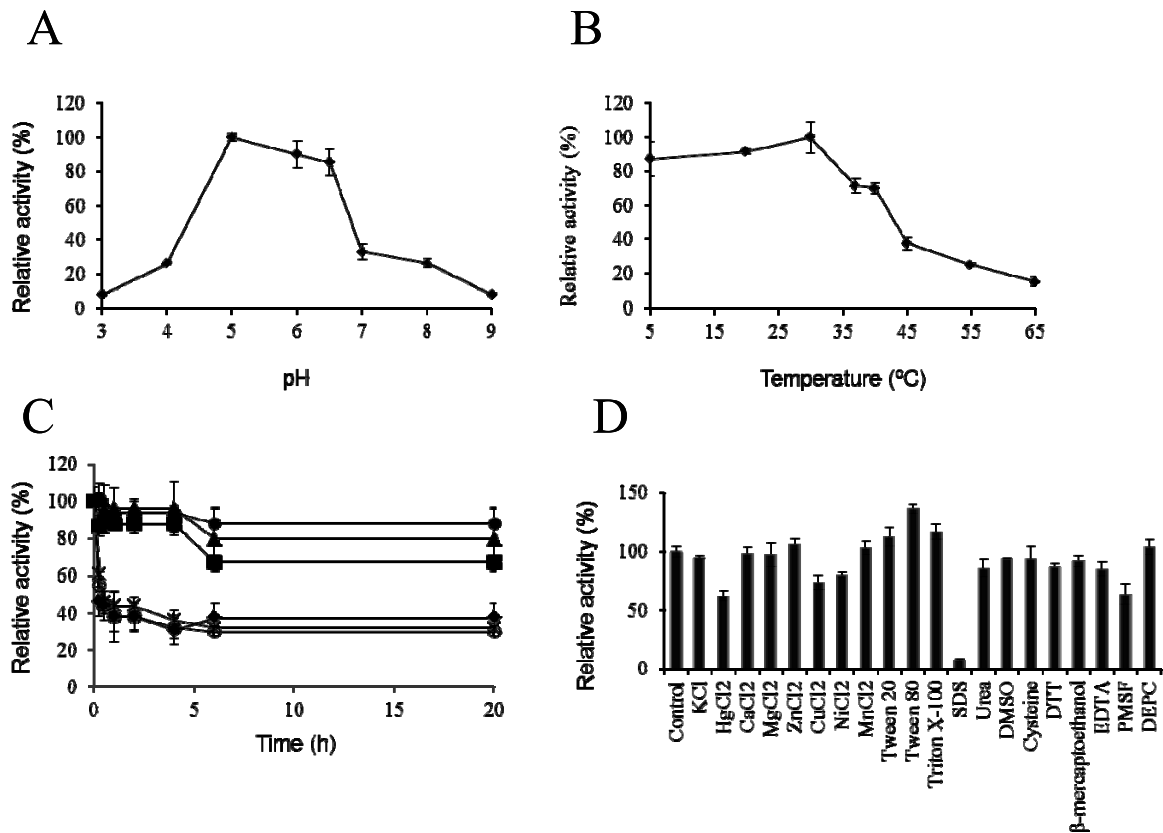 A
B
120
100
80
60
40
20
0
Relative activity (%)
3 4 5 6 7 8 9
pH
120
100
80
60
40
20
0
Relative activity (%)
5 15 25 35 45 55 65
Temperature (ºC)
C
D
120
100
80
60
40
20
0
Relative activity (%)
0 5 10 15 20
Time (h)
150
100
50
0
Relative activity (%)
Control
KCl
HgCl2
CaCl2
MgCl2
ZnCl2
CuCl2
NiCl2
MnCl2
Tween 20
Tween 80
Triton X-100
SDS
Urea
DMSO
Cysteine
DTT
β-mercaptoethanol
EDTA
PMSF
DEPC